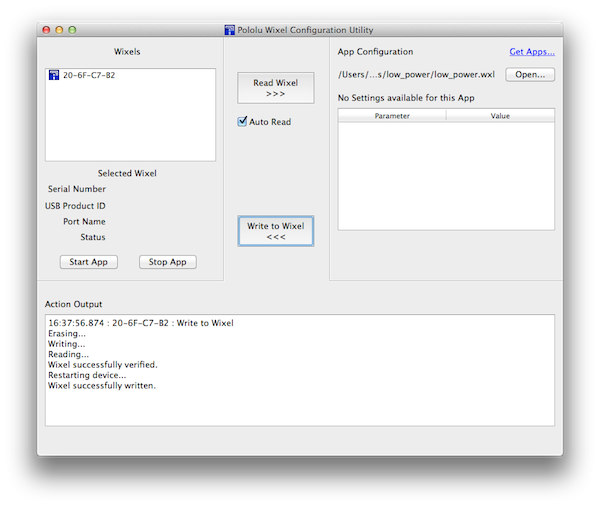 Pololu Wixel Configuration Utility
Wixels
20-6F-C7-B2
Selected Wixel
Serial Number
USB Product ID
Port Name
Status
Start App
Stop App
Read Wixel
>>>
Auto Read
Write to Wixel
<<<
App Configuration
Get Apps...
/Users/...s/low_power/low_power.wxl
Open...
No Settings available for this App
Parameter
Value
Action Output
16:37:56.874 : 20-6F-C7-B2 : Write to Wixel
Erasing...
Writing...
Reading...
Wixel successfully verified.
Restarting device...
Wixel successfully written.